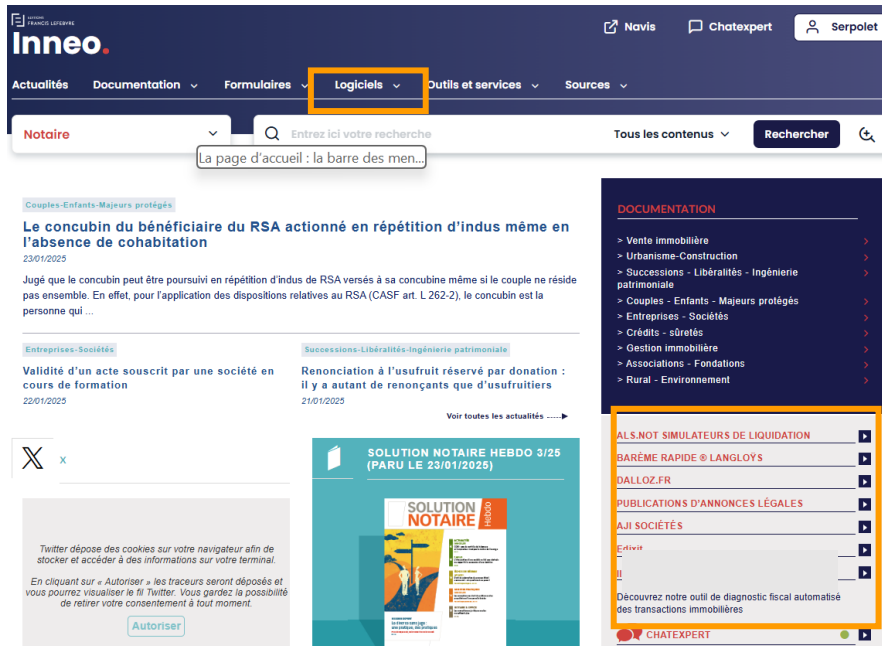 EDITIONS
FRANCIS LEFEBVRE
Inneo.
Navis
Chatexpert
Serpolet
Actualités
Documentation
Formulaires
Logiciels
Outils et services
Sources
Notaire
Entrez ici votre recherche
Tous les contenus
Rechercher
La page d'accueil : la barre des men...
Couples-Enfants-Majeurs protégés
Le concubin du bénéficiaire du RSA actionné en répétition d'indus même en
l'absence de cohabitation
23/01/2025
Jugé que le concubin peut être poursuivi en répétition d'indus de RSA versés à sa concubine même si le couple ne réside
pas ensemble. En effet, pour l'application des dispositions relatives au RSA (CASF art. L 262-2), le concubin est la
personne qui ...
Entreprises-Sociétés
Validité d'un acte souscrit par une société en
cours de formation
22/01/2025
Successions-Libéralités-Ingénierie patrimoniale
Renonciation à l'usufruit réservé par donation :
il y a autant de renonçants que d'usufruitiers
21/01/2025
Voir toutes les actualités
X
Twitter dépose des cookies sur votre navigateur afin de
stocker et accéder à des informations sur votre terminal.
En cliquant sur « Autoriser » les traceurs seront déposés et
vous pourrez visualiser le fil Twitter. Vous gardez la possibilité
de retirer votre consentement à tout moment.
Autoriser
SOLUTION NOTAIRE HEBDO 3/25
(PARU LE 23/01/2025)
SOLUTION
NOTAIRE
Hebdo
DOCUMENTATION
> Vente immobilière
> Urbanisme-Construction
> Successions - Libéralités - Ingénierie
patrimoniale
> Couples - Enfants - Majeurs protégés
> Entreprises - Sociétés
> Crédits - sûretés
> Gestion immobilière
> Associations - Fondations
> Rural - Environnement
ALS.NOT SIMULATEURS DE LIQUIDATION
BARÈME RAPIDE ® LANGLOŸS
DALLOZ.FR
PUBLICATIONS D'ANNONCES LÉGALES
AJI SOCIÉTÉS
Edixit
Découvrez notre outil de diagnostic fiscal automatisé
des transactions immobilières
CHATEXPERT